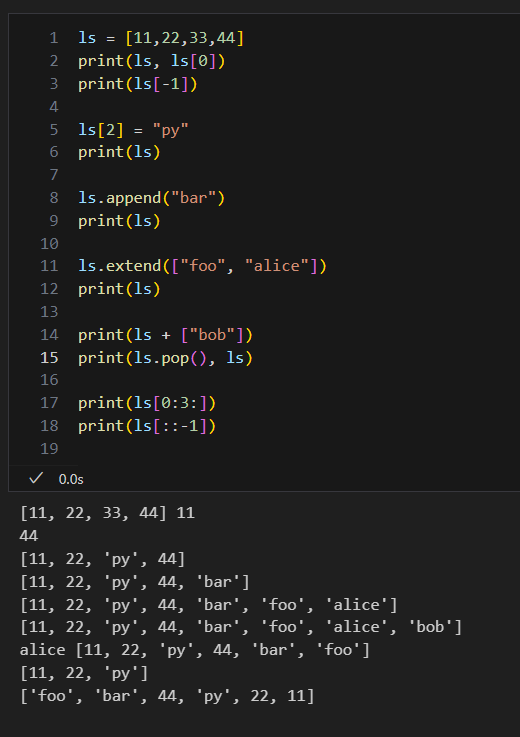 1 ls = [11,22,33,44]
2 print(ls, ls[0])
3 print(ls[-1])
4
5 ls[2] = "py"
6 print(ls)
7
8 ls.append("bar")
9 print(ls)
10
11 ls.extend(["foo", "alice"])
12 print(ls)
13
14 print(ls + ["bob"])
15 print(ls.pop(), ls)
16
17 print(ls[0:3:])
18 print(ls[::-1])
19
0.0s
[11, 22, 33, 44] 11
44
[11, 22, 'py', 44]
[11, 22, 'py', 44, 'bar']
[11, 22, 'py', 44, 'bar', 'foo', 'alice']
[11, 22, 'py', 44, 'bar', 'foo', 'alice', 'bob']
alice [11, 22, 'py', 44, 'bar', 'foo']
[11, 22, 'py']
['foo', 'bar', 44, 'py', 22, 11]